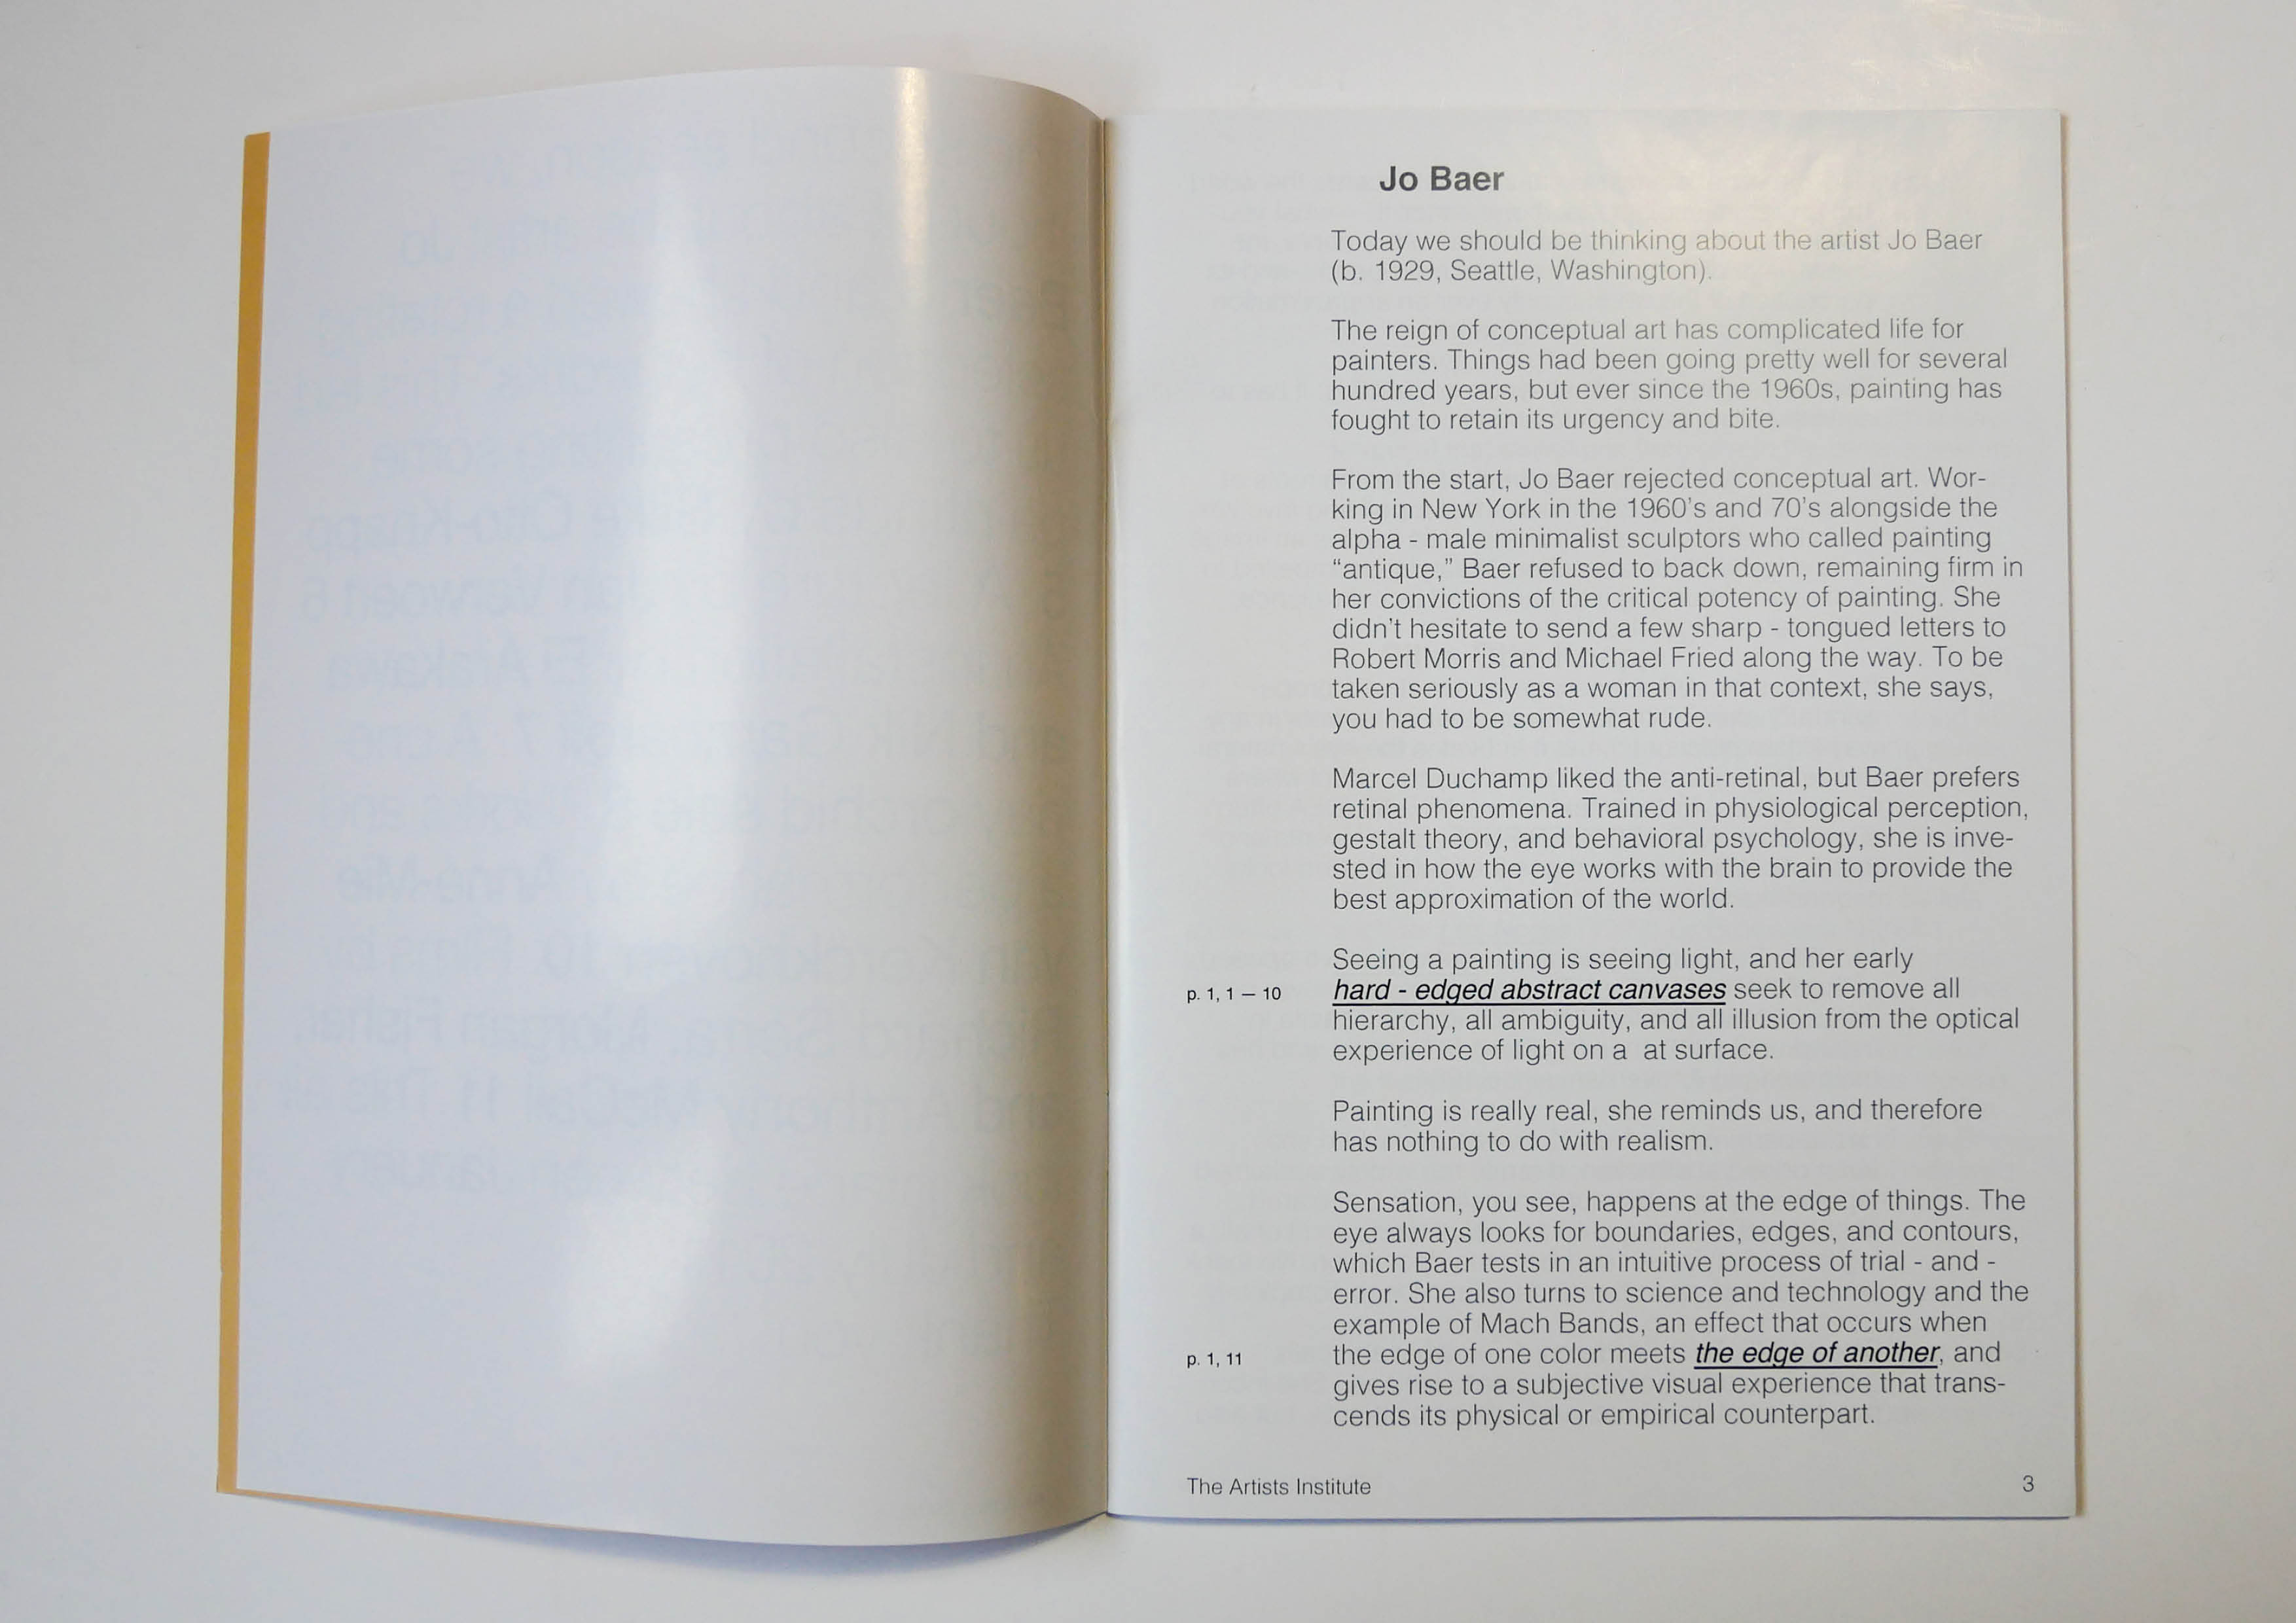 Jo Baer
Today we should be thinking about the artist Jo Baer
(b. 1929, Seattle, Washington).
The reign of conceptual art has complicated life for
painters. Things had been going pretty well for several
hundred years, but ever since the 1960s, painting has
fought to retain its urgency and bite.
From the start, Jo Baer rejected conceptual art. Wor-
king in New York in the 1960's and 70's alongside the
alpha - male minimalist sculptors who called painting
“antique,” Baer refused to back down, remaining firm in
her convictions of the critical potency of painting. She
didn't hesitate to send a few sharp - tongued letters to
Robert Morris and Michael Fried along the way. To be
taken seriously as a woman in that context, she says,
you had to be somewhat rude.
Marcel Duchamp liked the anti-retinal, but Baer prefers
retinal phenomena. Trained in physiological perception,
gestalt theory, and behavioral psychology, she is inve-
sted in how the eye works with the brain to provide the
best approximation of the world.
Seeing a painting is seeing light, and her early
p. 1, 1 – 10 hard - edged abstract canvases seek to remove all
hierarchy, all ambiguity, and all illusion from the optical
experience of light on a at surface.
Painting is really real, she reminds us, and therefore
has nothing to do with realism.
Sensation, you see, happens at the edge of things. The
eye always looks for boundaries, edges, and contours,
which Baer tests in an intuitive process of trial - and -
error. She also turns to science and technology and the
example of Mach Bands, an effect that occurs when
p. 1, 11 the edge of one color meets the edge of another, and
gives rise to a subjective visual experience that trans-
cends its physical or empirical counterpart.
The Artists Institute 3